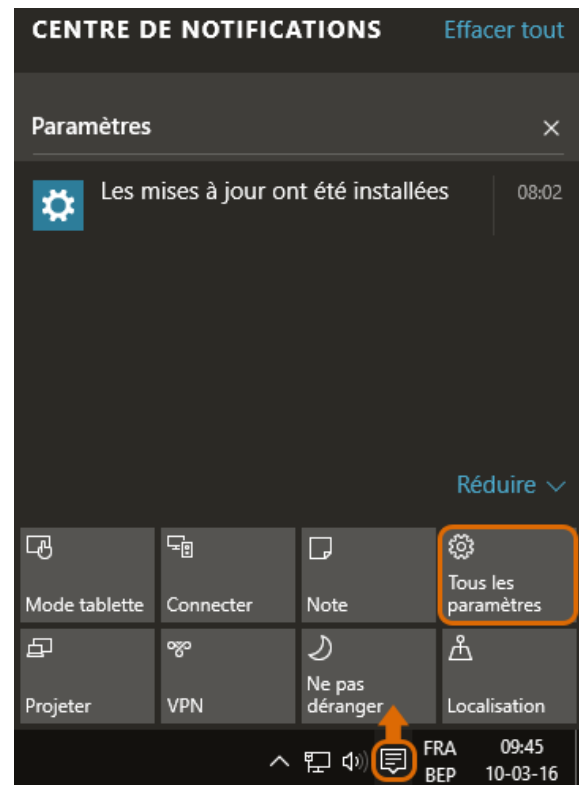 CENTRE DE NOTIFICATIONS Effacer tout
Paramètres
Les mises à jour ont été installées 08:02
Réduire
Mode tablette Connecter Note Tous les paramètres
Projeter VPN Ne pas déranger Localisation
FRA 09:45
BEP 10-03-16